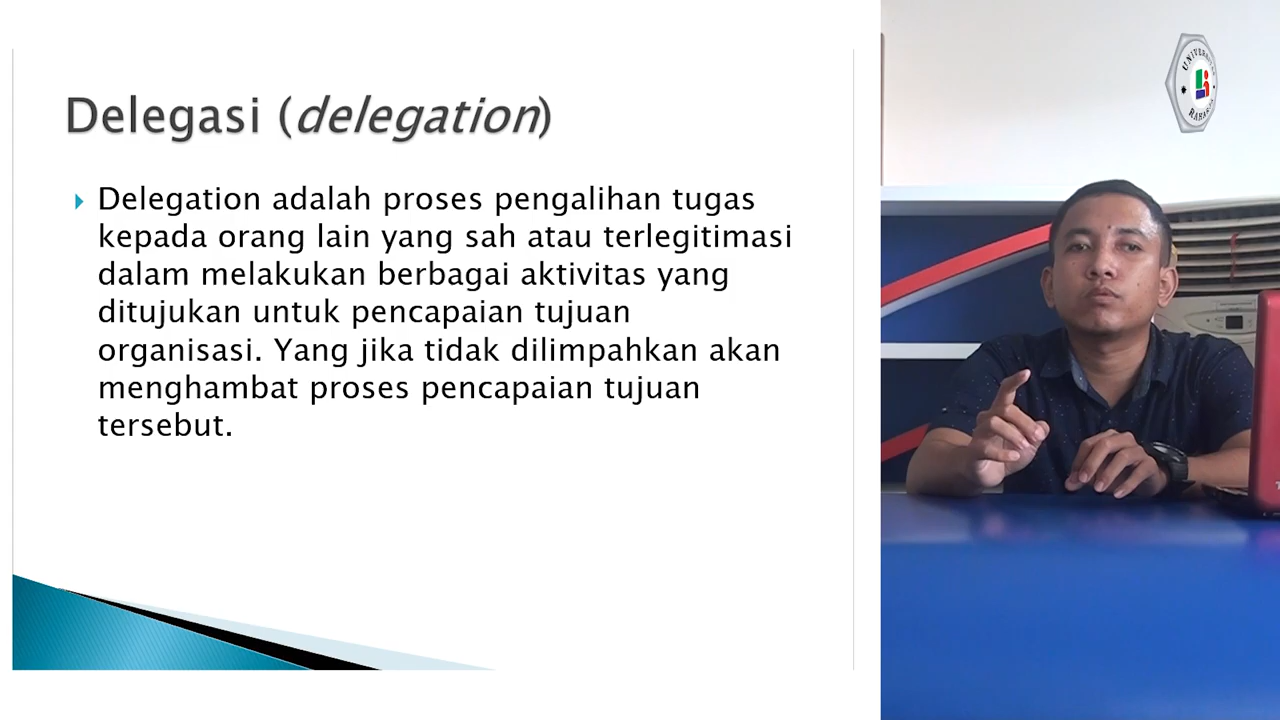 Delegasi (delegation)
Delegation adalah proses pengalihan tugas
kepada orang lain yang sah atau terlegitimasi
dalam melakukan berbagai aktivitas yang
ditujukan untuk pencapaian tujuan
organisasi. Yang jika tidak dilimpahkan akan
menghambat proses pencapaian tujuan
tersebut.